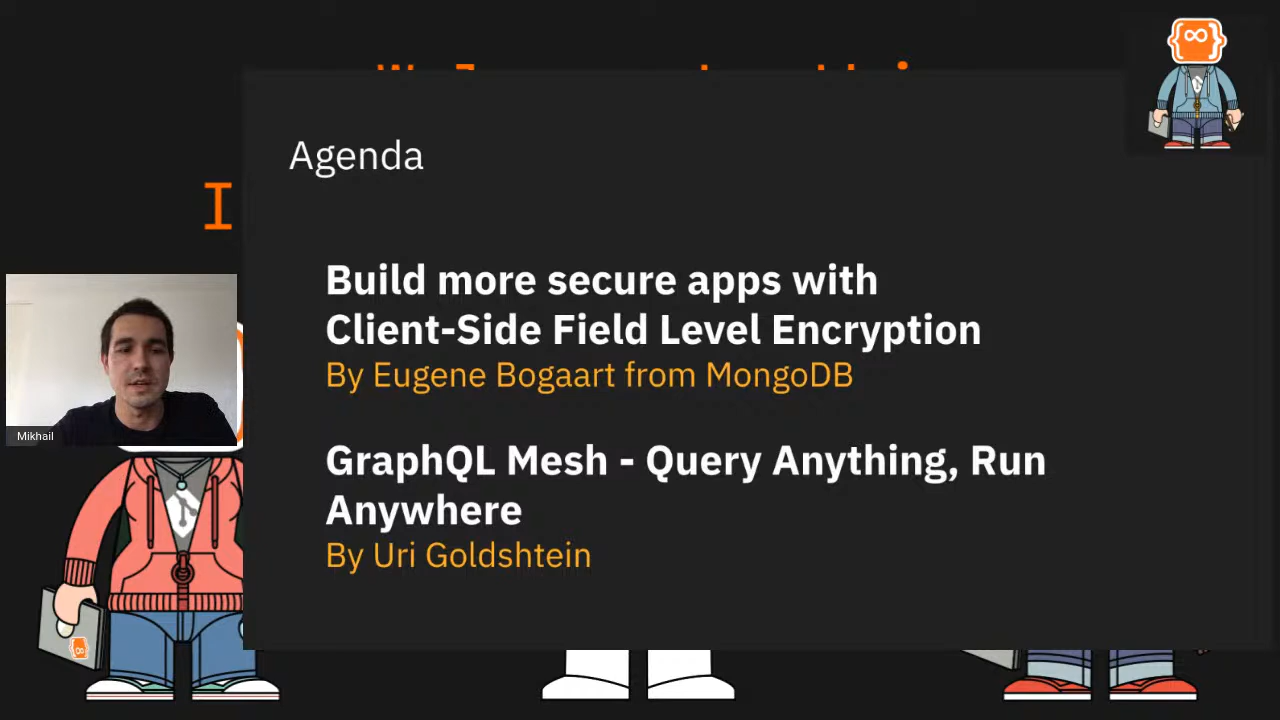 I
Agenda
Build more secure apps with
Client-Side Field Level Encryption
By Eugene Bogaart from MongoDB
Mikhail
GraphQL Mesh - Query Anything, Run
Anywhere
By Uri Goldshtein